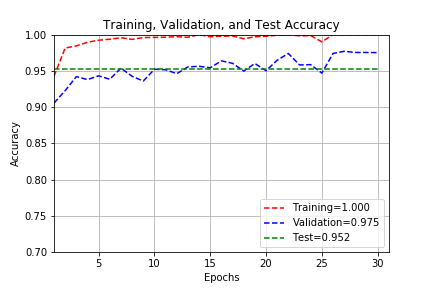 Training, Validation, and Test Accuracy
1.00
0.95
0.90
0.85
0.80
0.75
0.70
Accuracy
Training=1.000
Validation=0.975
Test=0.952
5 10 15 20 25 30
Epochs